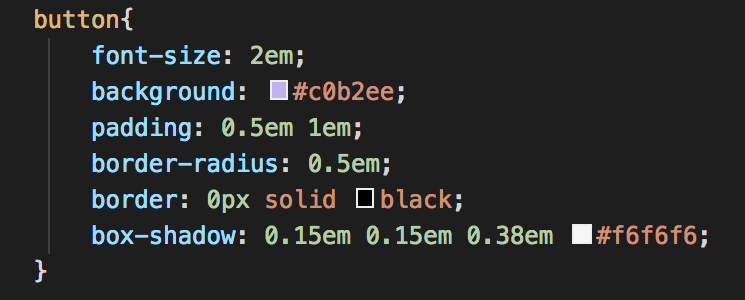 button{
font-size: 2em;
background: #c0b2ee;
padding: 0.5em 1em;
border-radius: 0.5em;
border: 0px solid black;
box-shadow: 0.15em 0.15em 0.38em #f6f6f6;
}